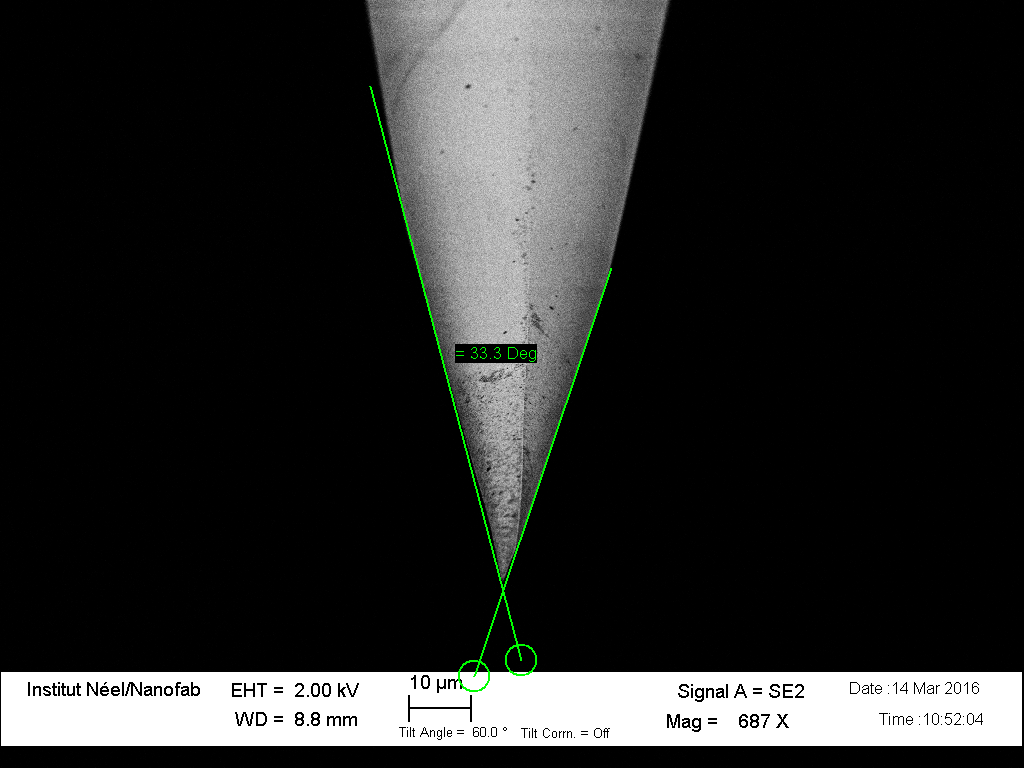 = 33.3 Deg
Institut Néel/Nanofab
EHT = 2.00 kV
WD = 8.8 mm
10 µm
Tilt Angle = 60.0 ° Tilt Corrn. = Off
Signal A = SE2
Mag = 687 X
Date :14 Mar 2016
Time :10:52:04